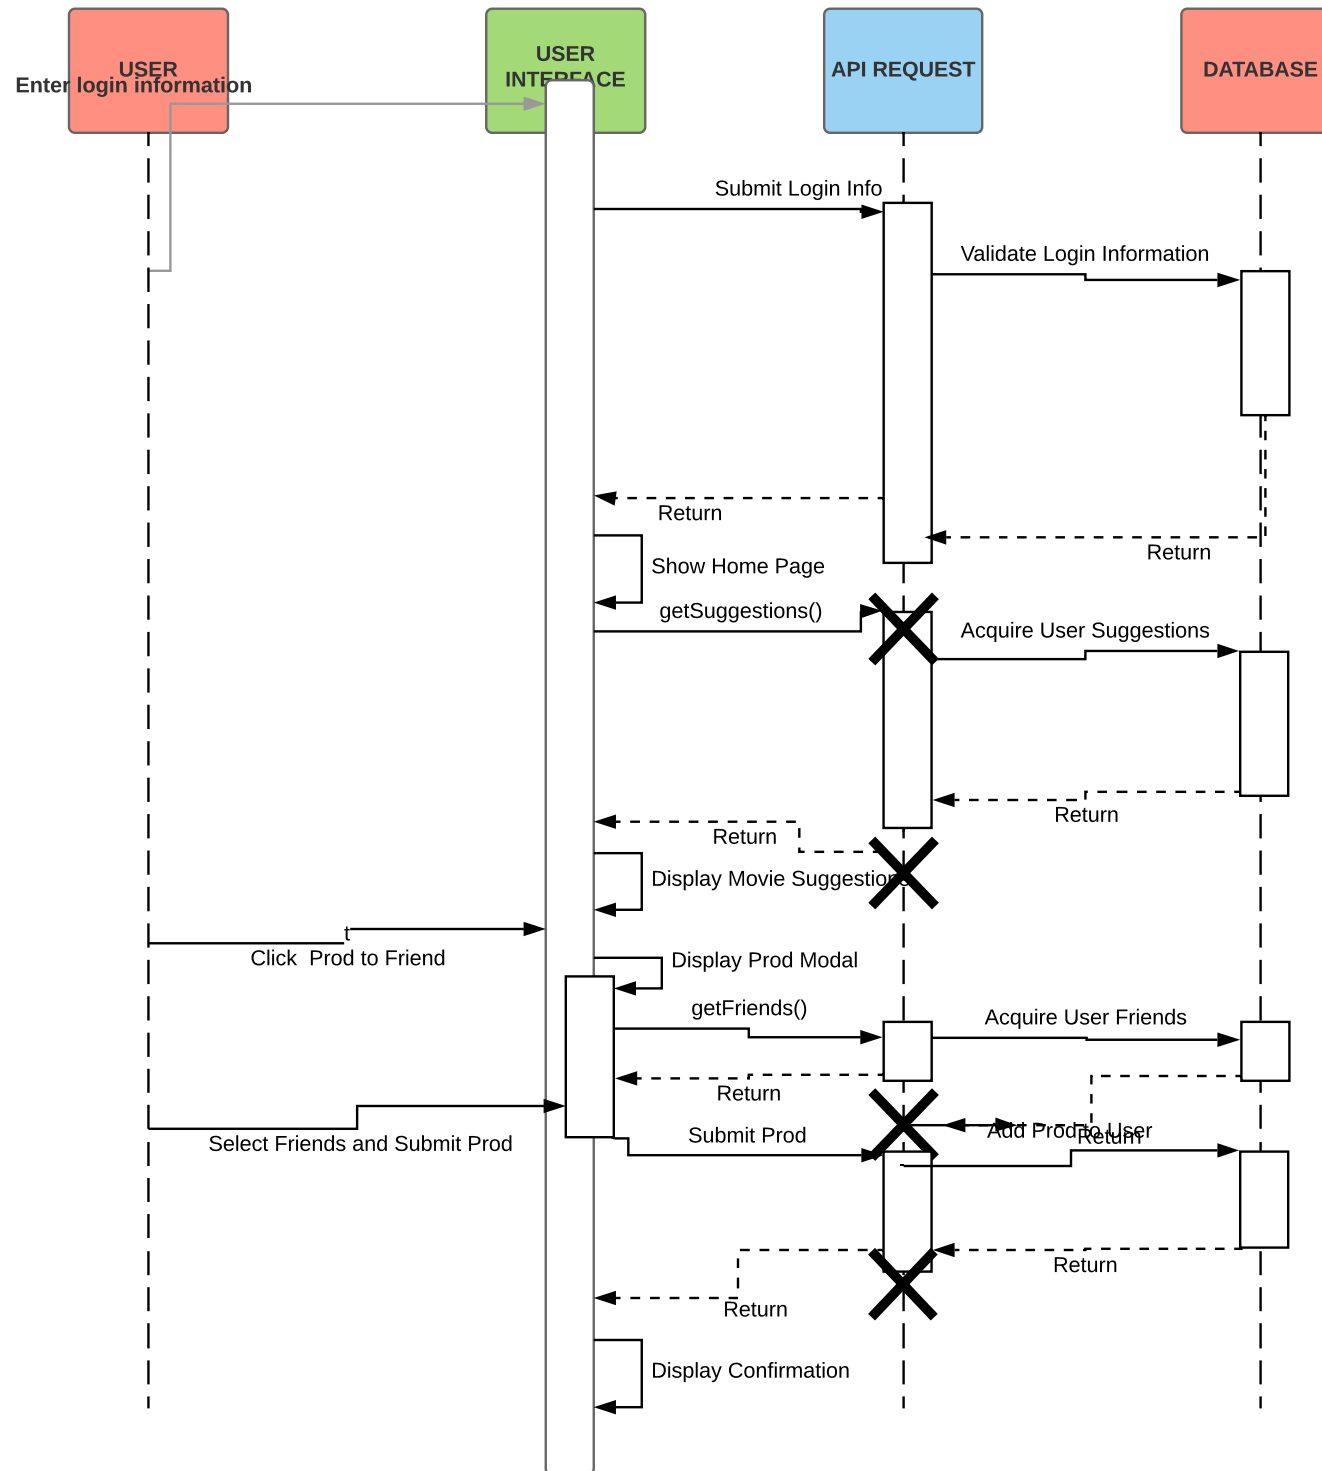 USER
Enter login information
USER
INTERFACE
API REQUEST
DATABASE
Submit Login Info
Validate Login Information
Return
Return
Show Home Page
getSuggestions()
Acquire User Suggestions
Return
Return
Display Movie Suggestions
t
Click  Prod to Friend
Display Prod Modal
getFriends()
Acquire User Friends
Return
Add Prod to User
Return
Submit Prod
Select Friends and Submit Prod
Return
Return
Display Confirmation